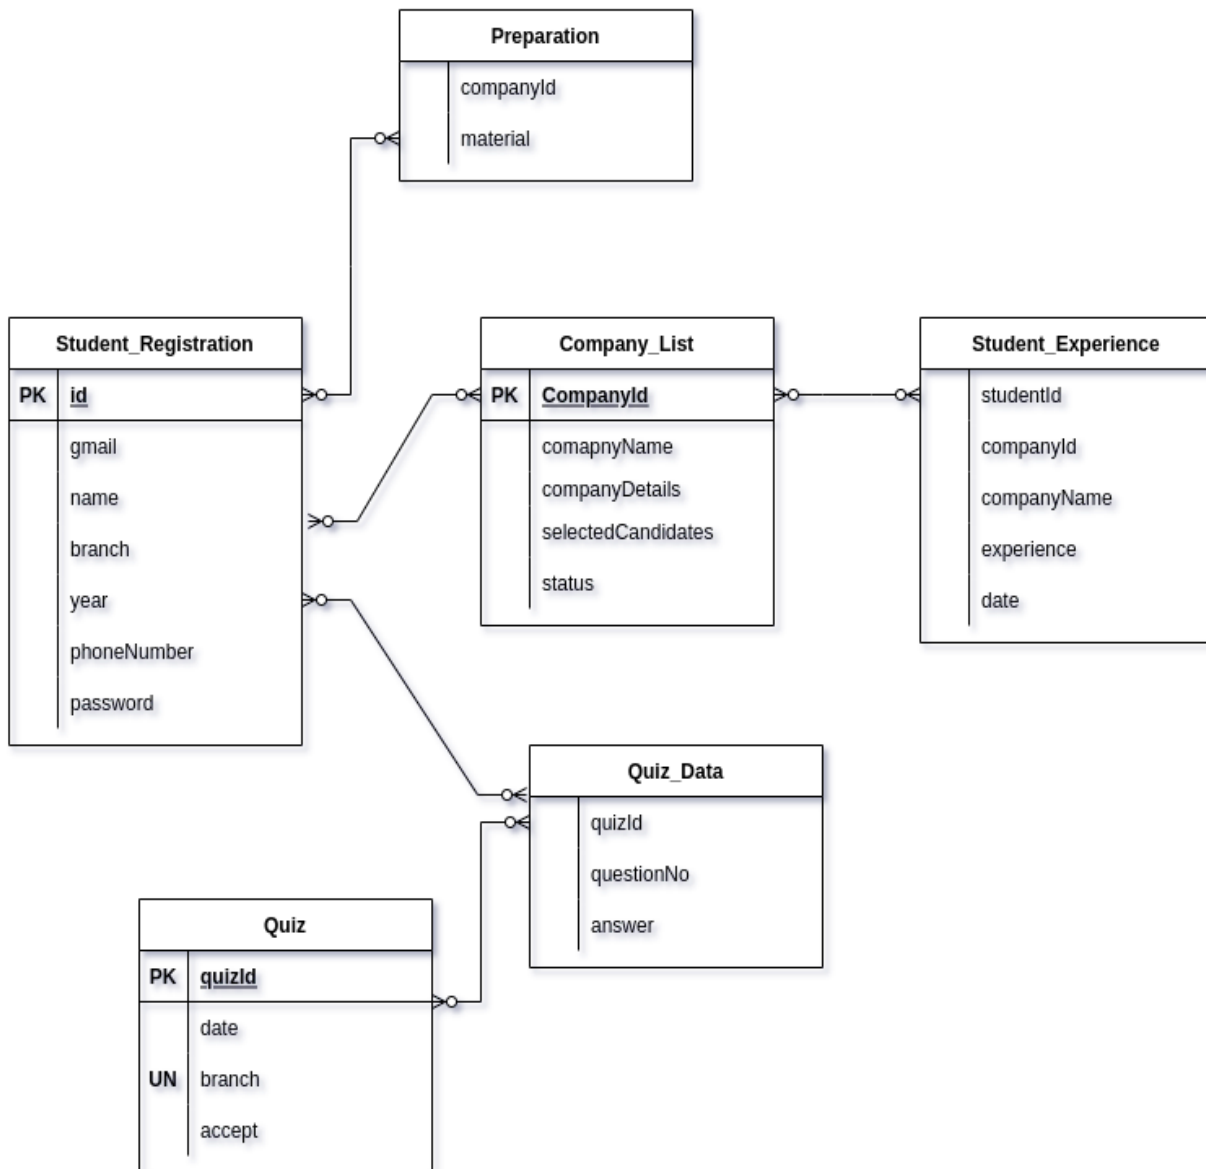 Preparation
companyId
material
Student_Registration
PK id
gmail
name
branch
year
phoneNumber
password
Company_List
PK CompanyId
comapnyName
companyDetails
selectedCandidates
status
Student_Experience
studentId
companyId
companyName
experience
date
Quiz_Data
quizId
questionNo
answer
Quiz
PK quizId
date
UN branch
accept